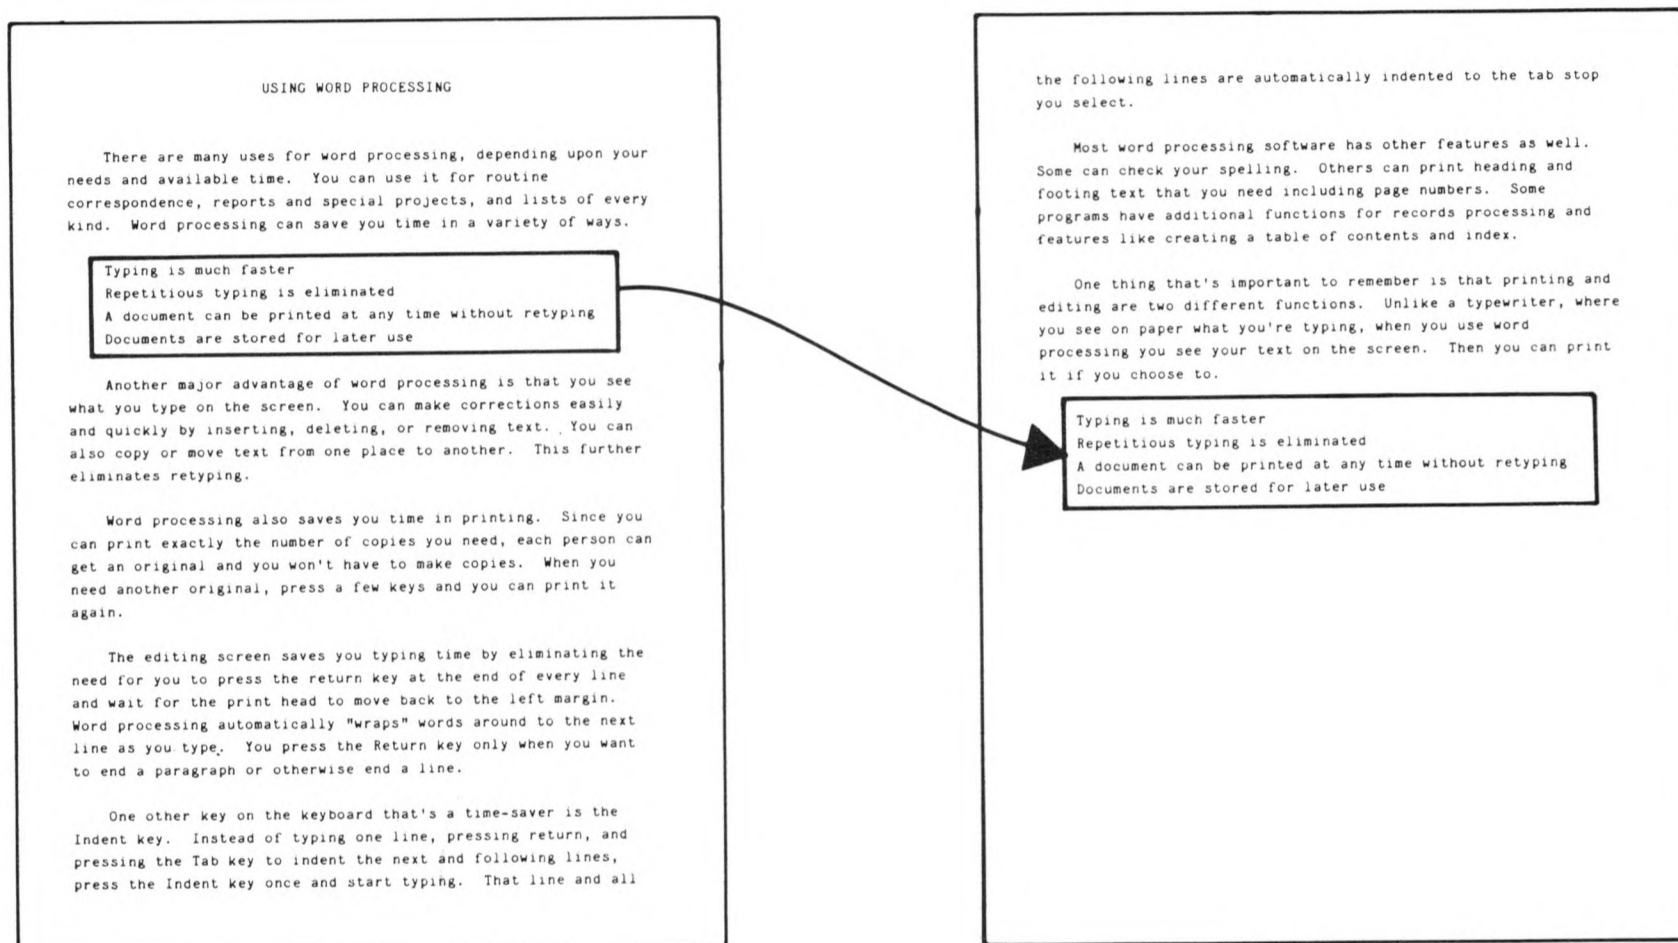 USING WORD PROCESSING
There are many uses for word processing, depending upon your
needs and available time.  You can use it for routine
correspondence, reports and special projects, and lists of every
kind.  Word processing can save you time in a variety of ways.
Typing is much faster
Repetitious typing is eliminated
A document can be printed at any time without retyping
Documents are stored for later use
Another major advantage of word processing is that you see
what you type on the screen.  You can make corrections easily
and quickly by inserting, deleting, or removing text.  You can
also copy or move text from one place to another.  This further
eliminates retyping.
Word processing also saves you time in printing.  Since you
can print exactly the number of copies you need, each person can
get an original and you won't have to make copies.  When you
need another original, press a few keys and you can print it
again.
The editing screen saves you typing time by eliminating the
need for you to press the return key at the end of every line
and wait for the print head to move back to the left margin.
Word processing automatically "wraps" words around to the next
line as you type.  You press the Return key only when you want
to end a paragraph or otherwise end a line.
One other key on the keyboard that's a time-saver is the
Indent key.  Instead of typing one line, pressing return, and
pressing the Tab key to indent the next and following lines,
press the Indent key once and start typing.  That line and all
the following lines are automatically indented to the tab stop
you select.
Most word processing software has other features as well.
Some can check your spelling.  Others can print heading and
footing text that you need including page numbers.  Some
programs have additional functions for records processing and
features like creating a table of contents and index.
One thing that's important to remember is that printing and
editing are two different functions.  Unlike a typewriter, where
you see on paper what you're typing, when you use word
processing you see your text on the screen.  Then you can print
it if you choose to.
Typing is much faster
Repetitious typing is eliminated
A document can be printed at any time without retyping
Documents are stored for later use